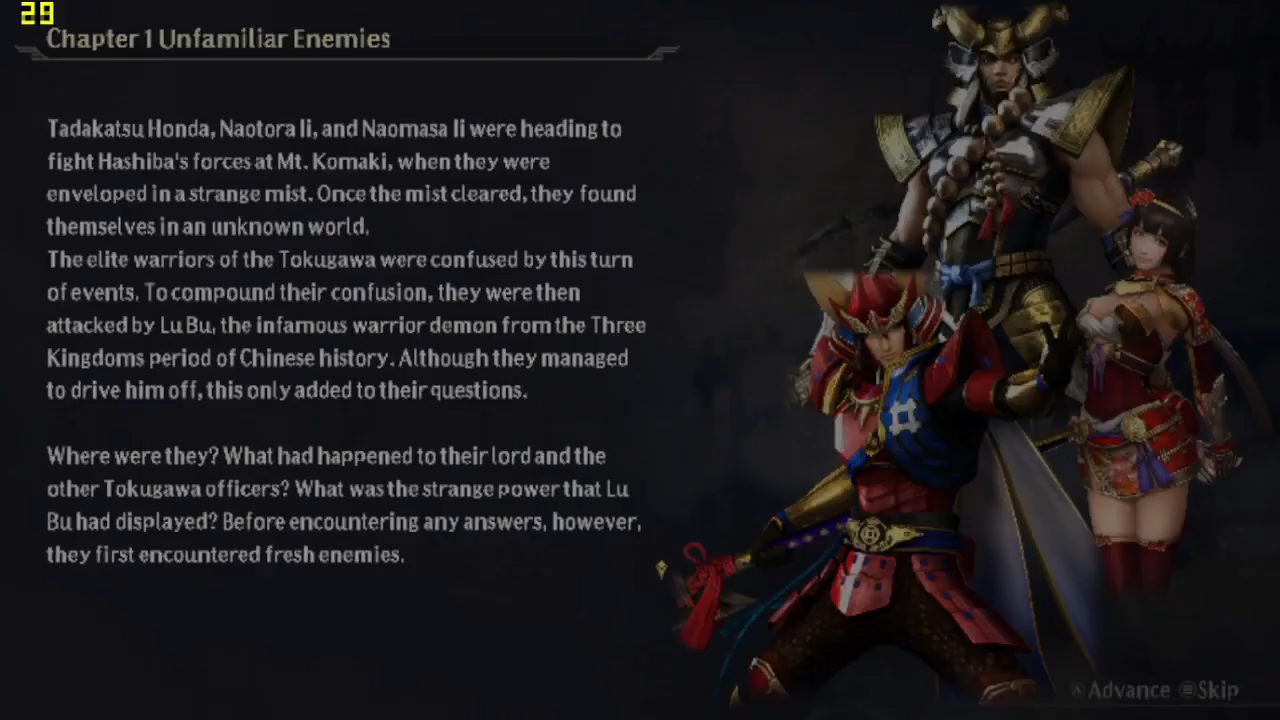 29
Chapter 1 Unfamiliar Enemies
Tadakatsu Honda, Naotora Ii, and Naomasa Ii were heading to
fight Hashiba's forces at Mt. Komaki, when they were
enveloped in a strange mist. Once the mist cleared, they found
themselves in an unknown world.
The elite warriors of the Tokugawa were confused by this turn
of events. To compound their confusion, they were then
attacked by Lu Bu, the infamous warrior demon from the Three
Kingdoms period of Chinese history. Although they managed
to drive him off, this only added to their questions.
Where were they? What had happened to their lord and the
other Tokugawa officers? What was the strange power that Lu
Bu had displayed? Before encountering any answers, however,
they first encountered fresh enemies.
Advance Skip